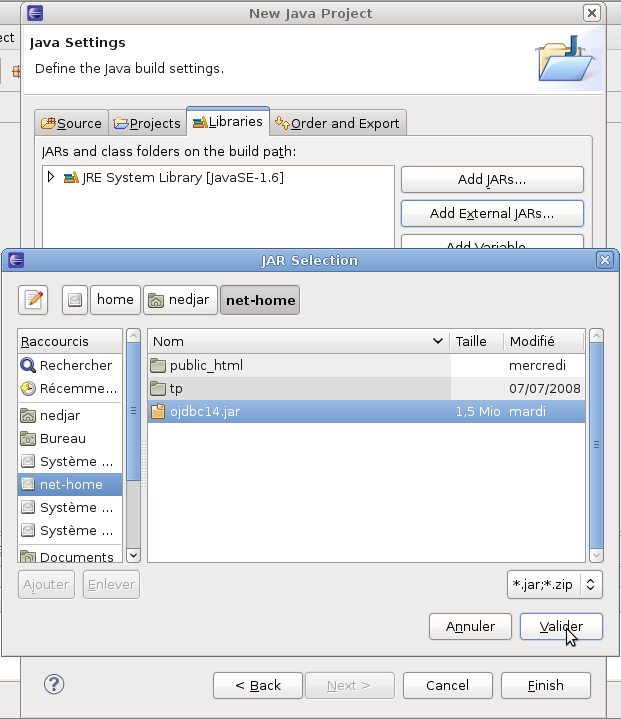 New Java Project
ect
Java Settings
Define the Java build settings.
Source Projects Libraries Order and Export
JARs and class folders on the build path:
JRE System Library [JavaSE-1.6]
Add JARs...
Add External JARs...
Add Variable
JAR Selection
home nedjar net-home
Raccourcis Nom Taille Modifié
Rechercher public_html mercredi
Récemme... tp 07/07/2008
nedjar ojdbc14.jar 1,5 Mio mardi
Bureau
Système ...
net-home
Système ...
Système ...
Documents
Ajouter Enlever *.jar;*.zip
Annuler Valider
< Back Next > Cancel Finish